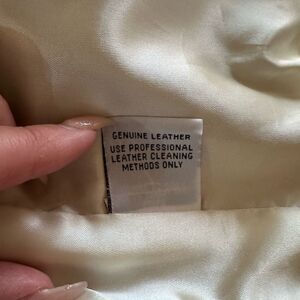 GENUINE LEATHER
USE PROFESSIONAL
LEATHER CLEANING
METHODS ONLY